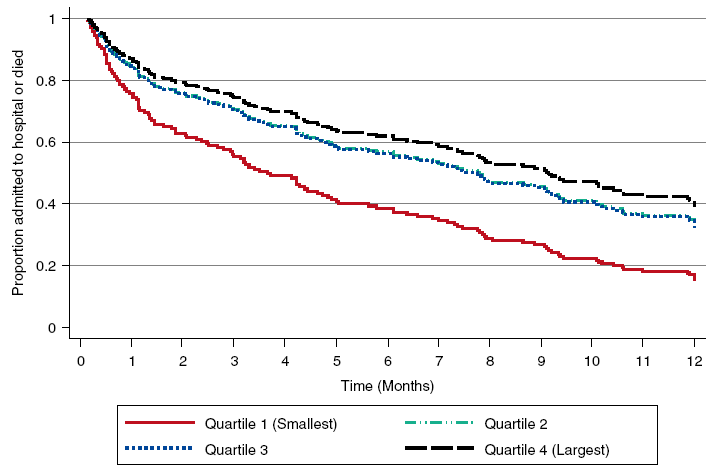 Proportion admitted to hospital or died
1
0.8
0.6
0.4
0.2
0
0 1 2 3 4 5 6 7 8 9 10 11 12
Time (Months)
Quartile 1 (Smallest) Quartile 2
Quartile 3 Quartile 4 (Largest)